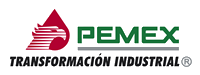 PEMEX
TRANSFORMACIÓN INDUSTRIAL®